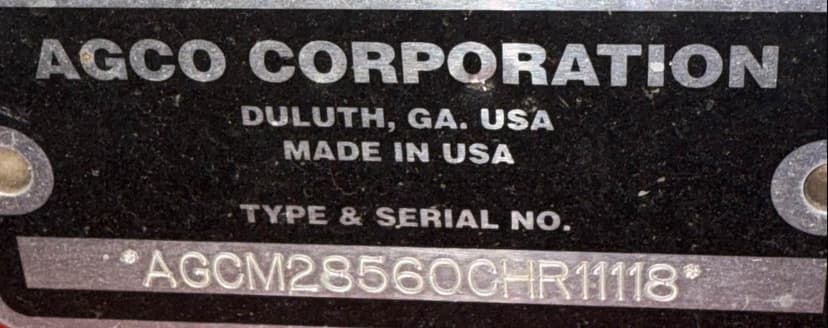 AGCO CORPORATION
DULUTH, GA. USA
MADE IN USA
TYPE & SERIAL NO.
*AGCM28560CHR11118*